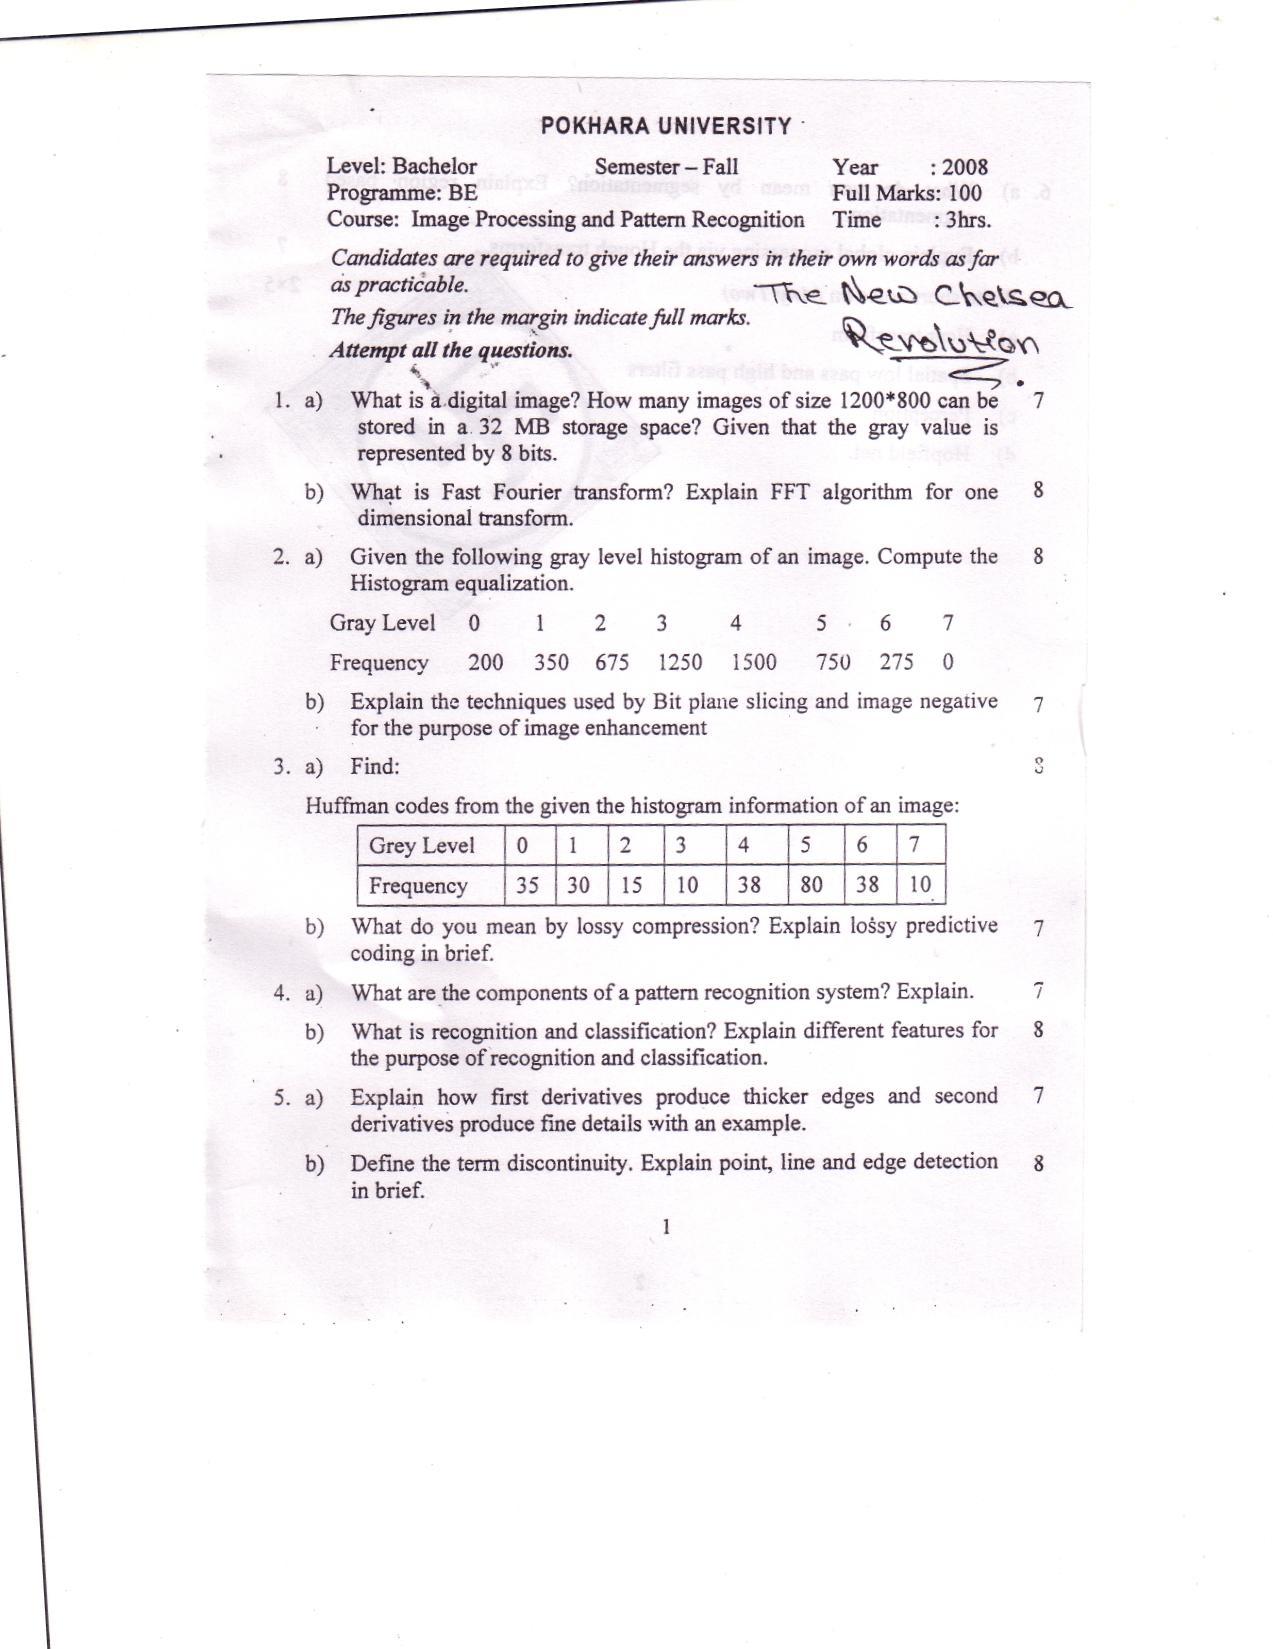 POKHARA UNIVERSITY
Level: Bachelor Semester – Fall Year : 2008
Programme: BE Full Marks: 100
Course: Image Processing and Pattern Recognition Time : 3hrs.
Candidates are required to give their answers in their own words as far
as practicable.
The New Chelsea
The figures in the margin indicate full marks.
Revolution
Attempt all the questions.
1. a) What is a digital image? How many images of size 1200*800 can be 7
stored in a 32 MB storage space? Given that the gray value is
represented by 8 bits.
b) What is Fast Fourier transform? Explain FFT algorithm for one 8
dimensional transform.
2. a) Given the following gray level histogram of an image. Compute the 8
Histogram equalization.
Gray Level 0 1 2 3 4 5 6 7
Frequency 200 350 675 1250 1500 750 275 0
b) Explain the techniques used by Bit plane slicing and image negative 7
for the purpose of image enhancement
3. a) Find: 8
Huffman codes from the given the histogram information of an image:
Grey Level 0 1 2 3 4 5 6 7
Frequency 35 30 15 10 38 80 38 10
b) What do you mean by lossy compression? Explain lossy predictive 7
coding in brief.
4. a) What are the components of a pattern recognition system? Explain. 7
b) What is recognition and classification? Explain different features for 8
the purpose of recognition and classification.
5. a) Explain how first derivatives produce thicker edges and second 7
derivatives produce fine details with an example.
b) Define the term discontinuity. Explain point, line and edge detection 8
in brief.
1